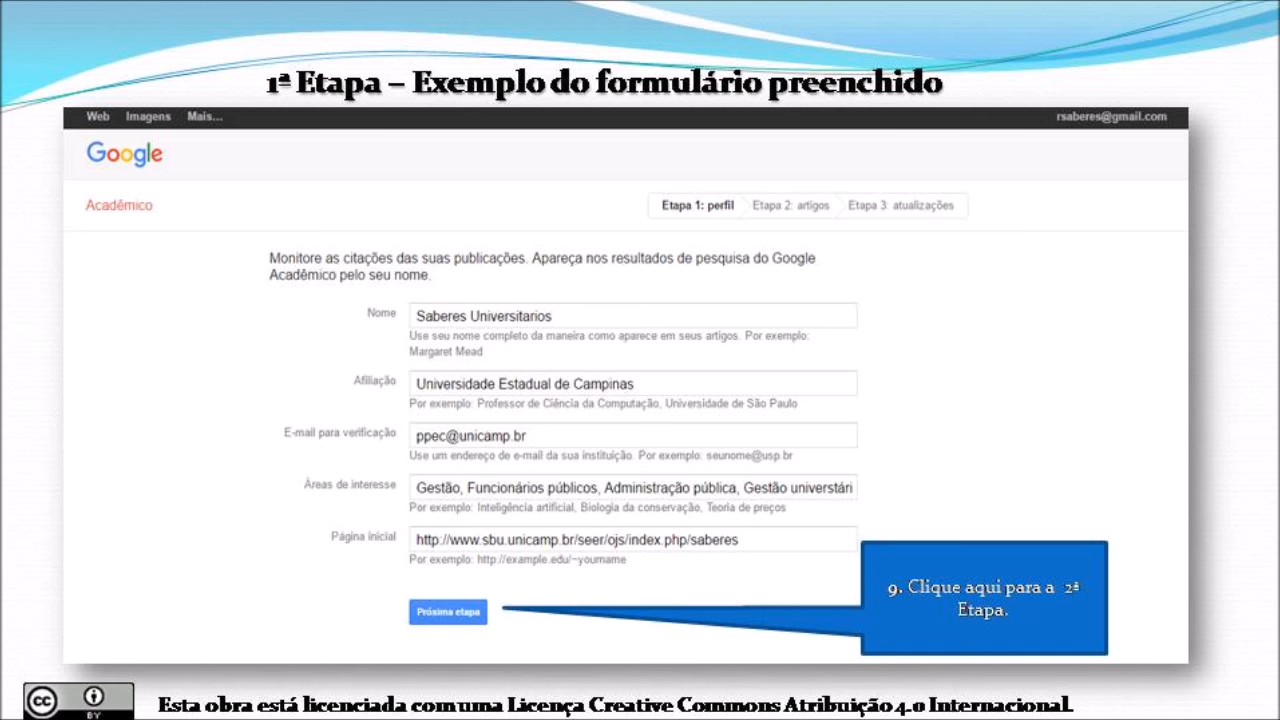 1ª Etapa – Exemplo do formulário preenchido
Web Imagens Mais... rsaberes@gmail.com
Google
Acadêmico
Etapa 1: perfil Etapa 2: artigos Etapa 3: atualizações
Monitore as citações das suas publicações. Apareça nos resultados de pesquisa do Google
Acadêmico pelo seu nome.
Nome Saberes Universitarios
Use seu nome completo da maneira como aparece em seus artigos. Por exemplo:
Margaret Mead
Afiliação Universidade Estadual de Campinas
Por exemplo: Professor de Ciência da Computação, Universidade de São Paulo
E-mail para verificação ppec@unicamp.br
Use um endereço de e-mail da sua instituição. Por exemplo: seunome@usp.br
Áreas de interesse Gestão, Funcionários públicos, Administração pública, Gestão universtári
Por exemplo: Inteligência artificial, Biologia da conservação, Teoria de preços
Página inicial http://www.sbu.unicamp.br/seer/ojs/index.php/saberes
Por exemplo: http://example.edu/~yourname
Próxima etapa
9. Clique aqui para a 2ª
Etapa.
cc BY
Esta obra está licenciada com uma Licença Creative Commons Atribuição 4.0 Internacional.